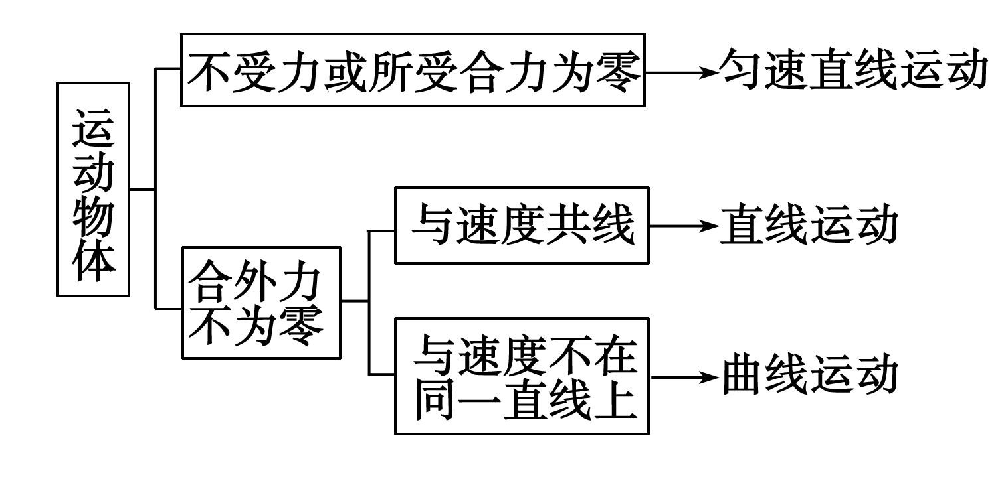 运动物体
不受力或所受合力为零
匀速直线运动
合外力
不为零
与速度共线
直线运动
与速度不在
同一直线上
曲线运动